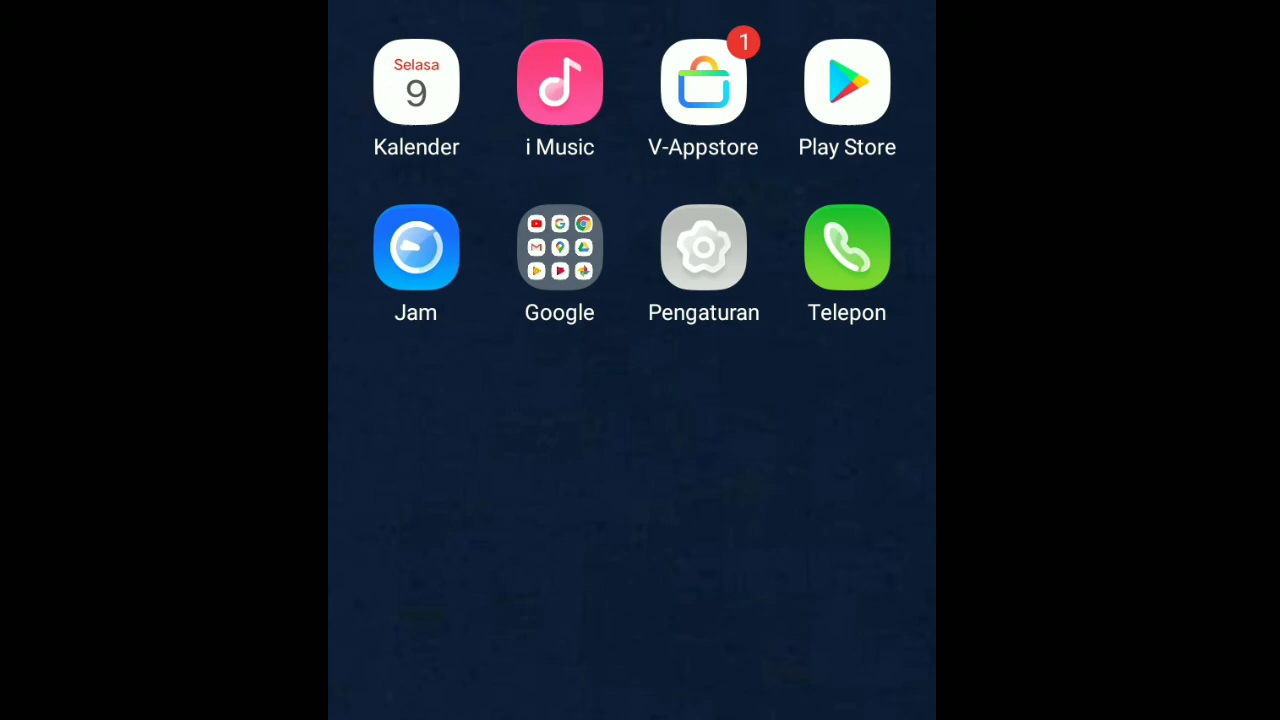 Selasa
9
1
Kalender
i Music
V-Appstore
Play Store
Jam
Google
Pengaturan
Telepon